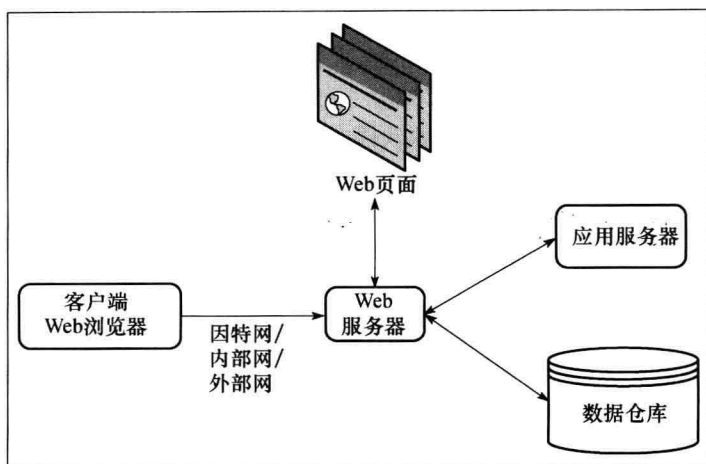 Web页面
应用服务器
客户端
Web浏览器
因特网/
内部网/
外部网
Web
服务器
数据仓库